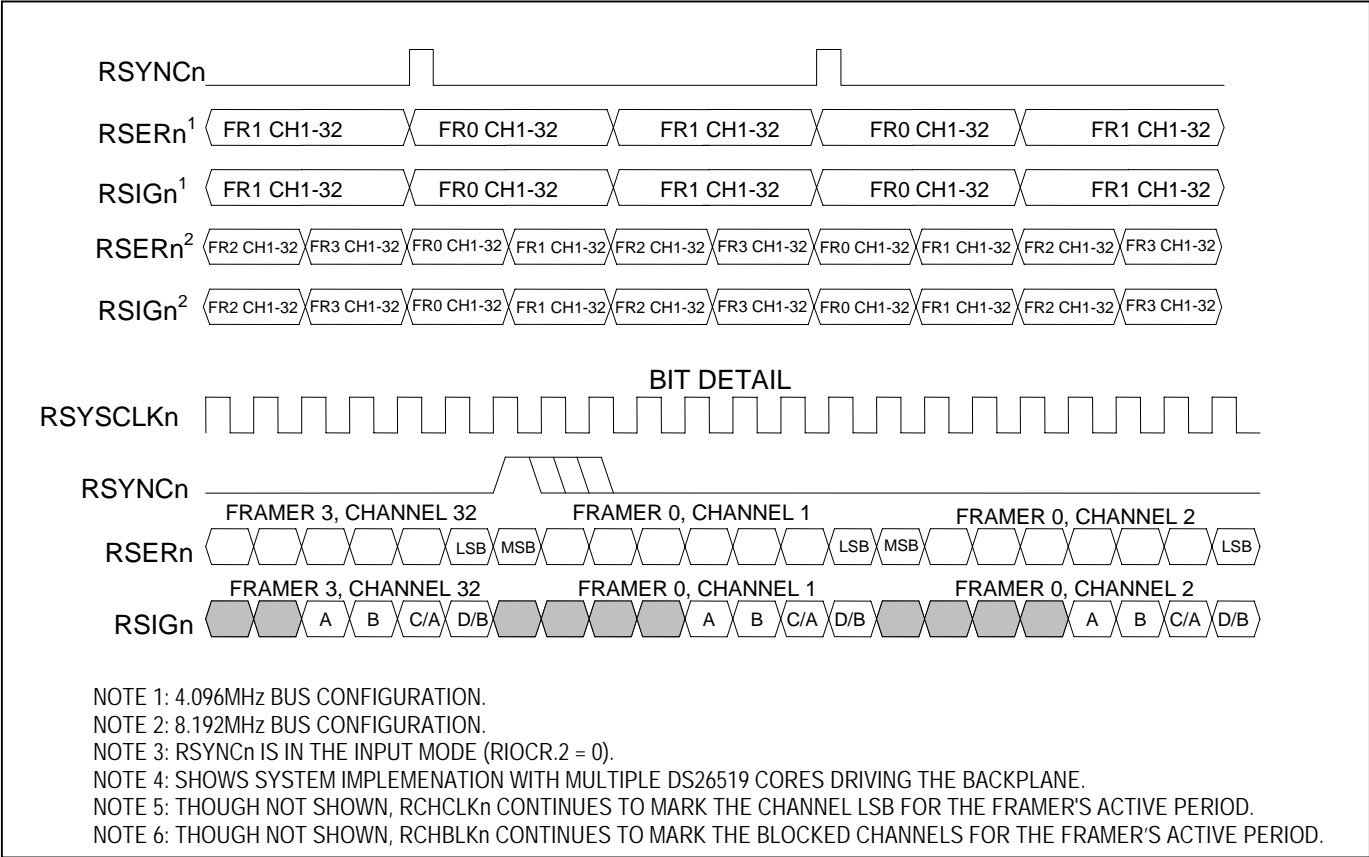 RSYNCn
RSERn1 FR1 CH1-32 FR0 CH1-32 FR1 CH1-32 FR0 CH1-32 FR1 CH1-32
RSIGn1 FR1 CH1-32 FR0 CH1-32 FR1 CH1-32 FR0 CH1-32 FR1 CH1-32
RSERn2 FR2 CH1-32 FR3 CH1-32 FR0 CH1-32 FR1 CH1-32 FR2 CH1-32 FR3 CH1-32 FR0 CH1-32 FR1 CH1-32 FR2 CH1-32 FR3 CH1-32
RSIGn2 FR2 CH1-32 FR3 CH1-32 FR0 CH1-32 FR1 CH1-32 FR2 CH1-32 FR3 CH1-32 FR0 CH1-32 FR1 CH1-32 FR2 CH1-32 FR3 CH1-32
BIT DETAIL
RSYSCLKn
RSYNCn
FRAMER 3, CHANNEL 32 FRAMER 0, CHANNEL 1 FRAMER 0, CHANNEL 2
RSERn LSB MSB LSB MSB LSB
FRAMER 3, CHANNEL 32 FRAMER 0, CHANNEL 1 FRAMER 0, CHANNEL 2
RSIGn A B C/A D/B A B C/A D/B A B C/A D/B
NOTE 1: 4.096MHz BUS CONFIGURATION.
NOTE 2: 8.192MHz BUS CONFIGURATION.
NOTE 3: RSYNCn IS IN THE INPUT MODE (RIOCR.2 = 0).
NOTE 4: SHOWS SYSTEM IMPLEMENATION WITH MULTIPLE DS26519 CORES DRIVING THE BACKPLANE.
NOTE 5: THOUGH NOT SHOWN, RCHCLKn CONTINUES TO MARK THE CHANNEL LSB FOR THE FRAMER'S ACTIVE PERIOD.
NOTE 6: THOUGH NOT SHOWN, RCHBLKn CONTINUES TO MARK THE BLOCKED CHANNELS FOR THE FRAMER’S ACTIVE PERIOD.